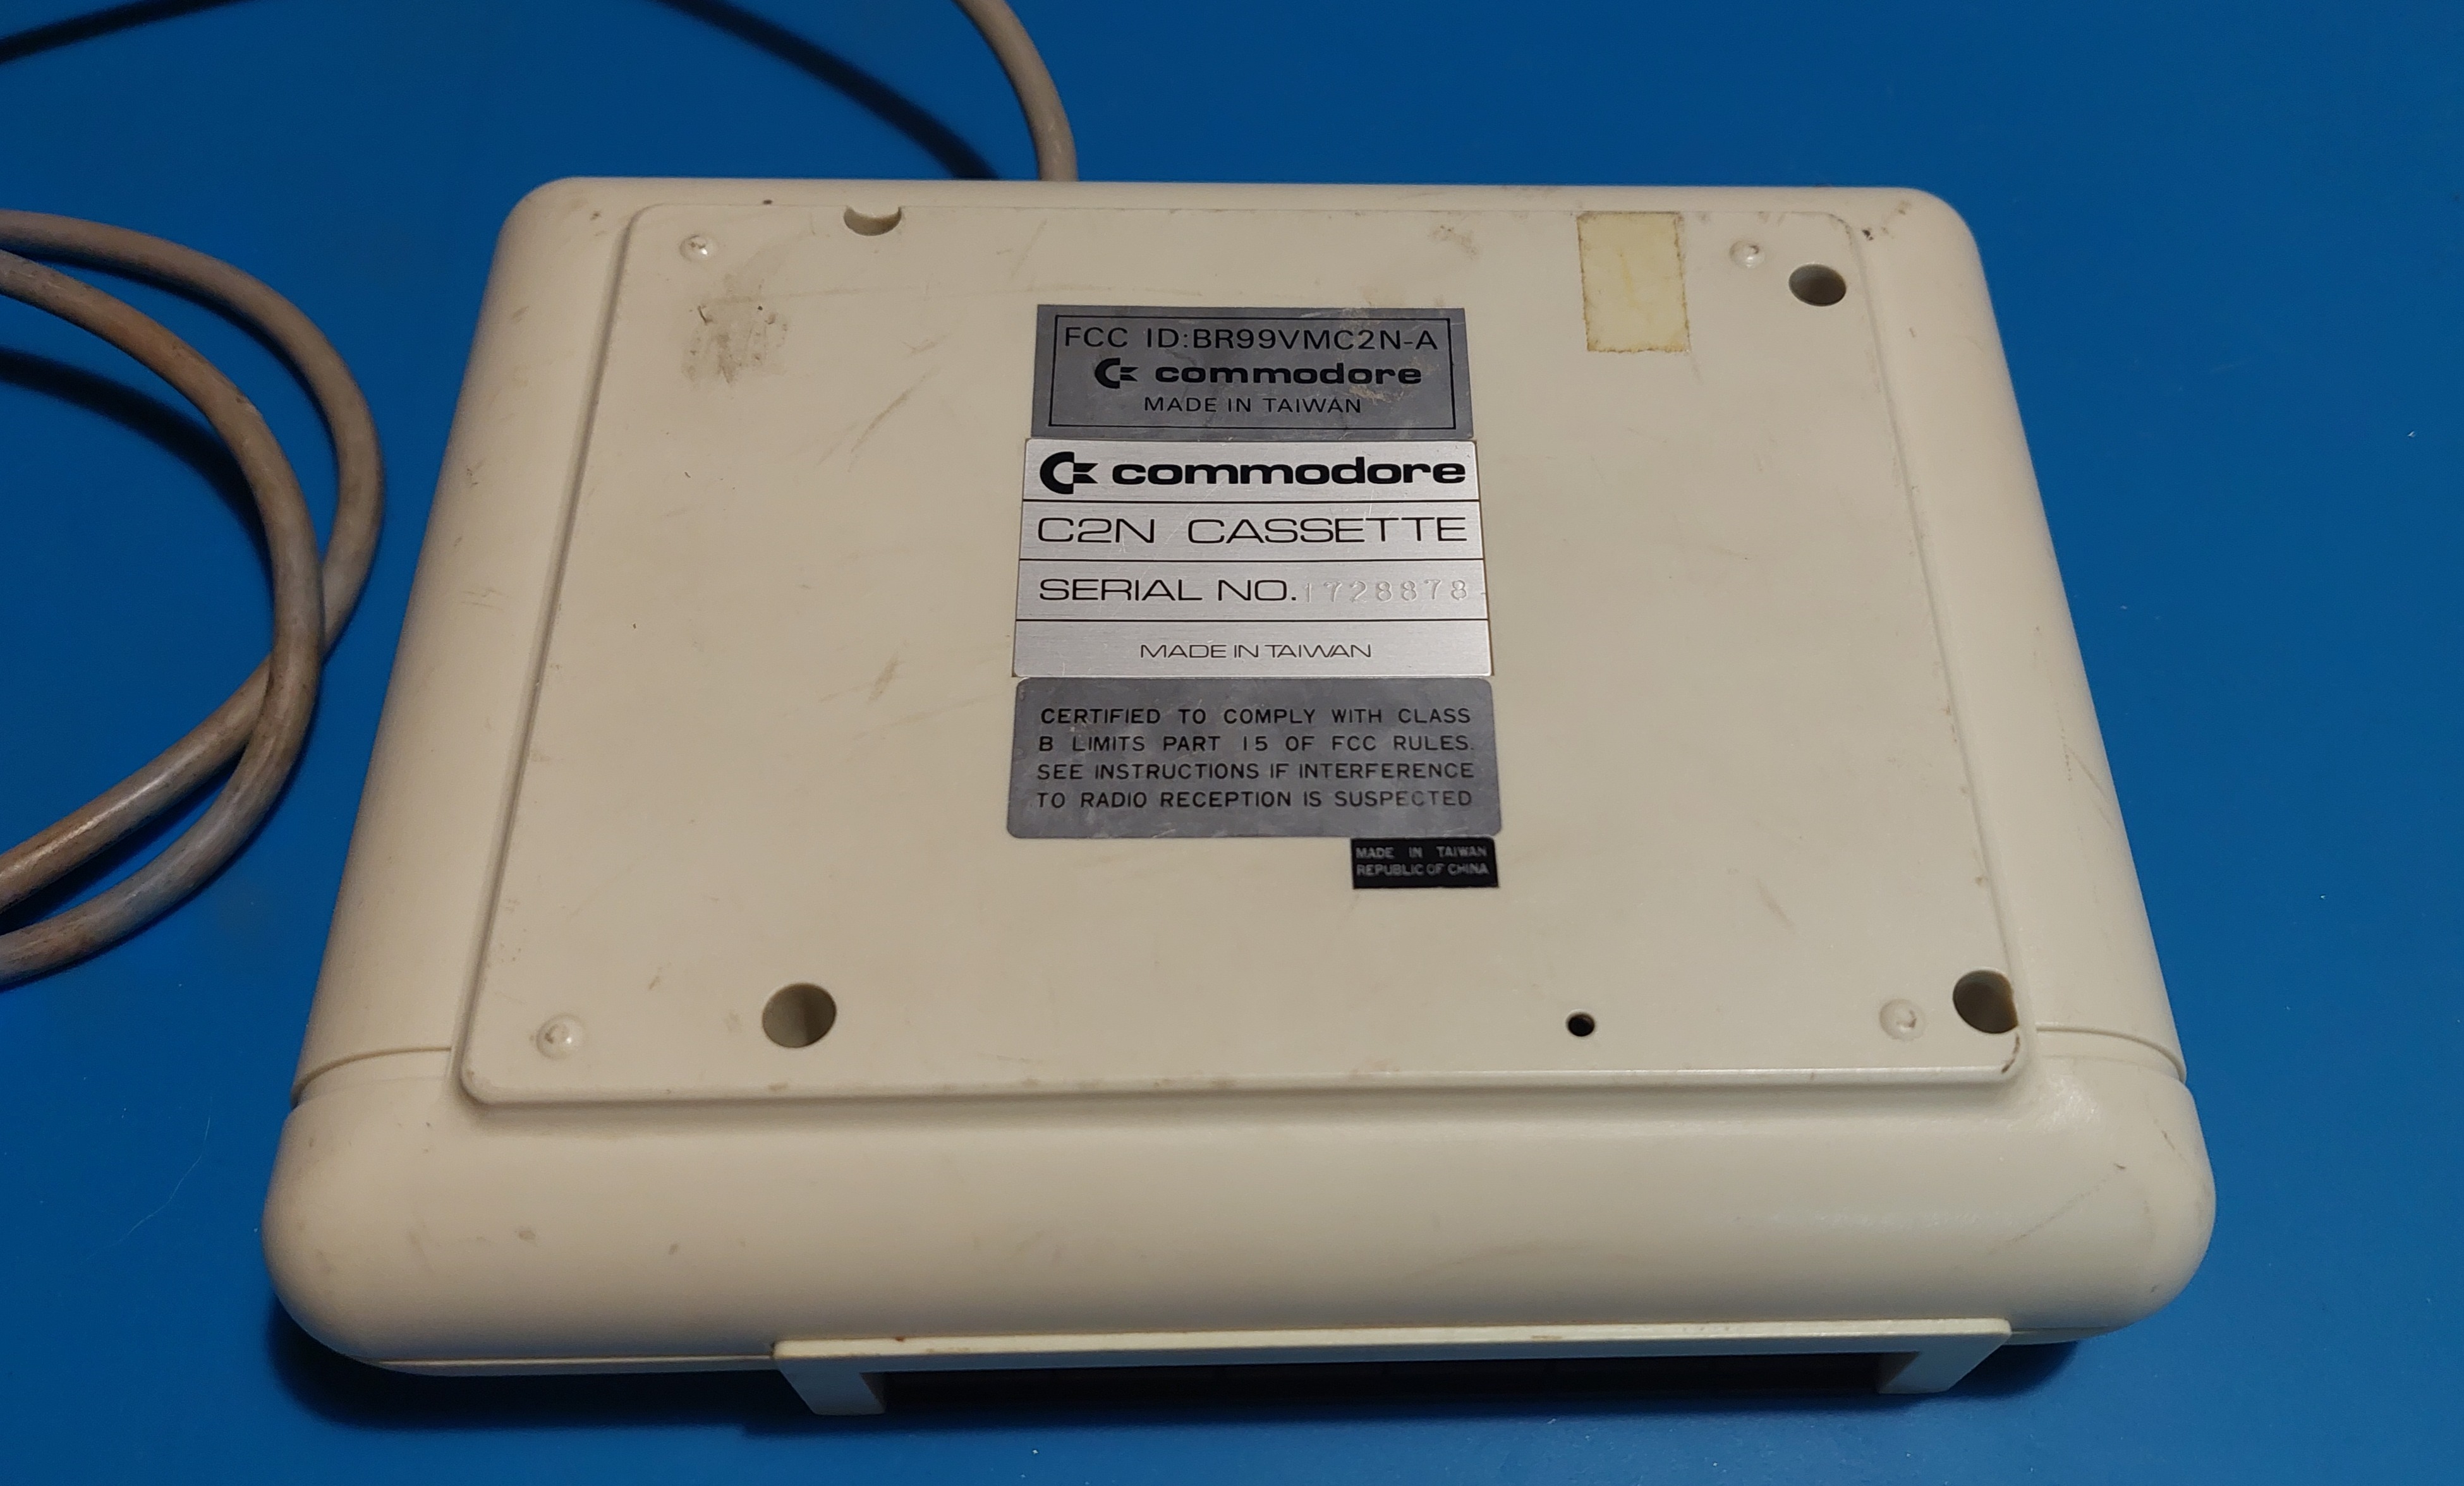 FCC ID:BR99VMC2N-A
commodore
MADE IN TAIWAN
commodore
C2N CASSETTE
SERIAL NO. 1728878
MADE IN TAIWAN
CERTIFIED TO COMPLY WITH CLASS
B LIMITS PART 15 OF FCC RULES.
SEE INSTRUCTIONS IF INTERFERENCE
TO RADIO RECEPTION IS SUSPECTED
MADE IN TAIWAN
REPUBLIC OF CHINA